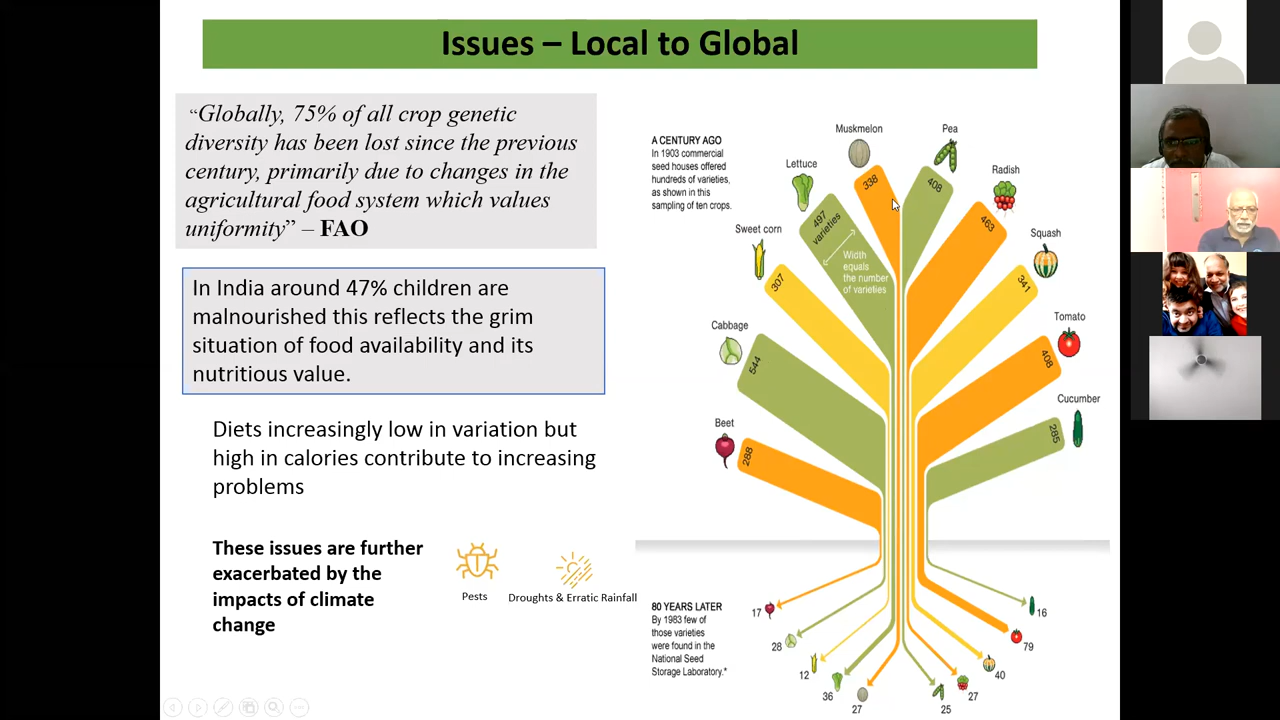 Issues – Local to Global
“Globally, 75% of all crop genetic
diversity has been lost since the previous
century, primarily due to changes in the
agricultural food system which values
uniformity” – FAO
In India around 47% children are
malnourished this reflects the grim
situation of food availability and its
nutritious value.
Diets increasingly low in variation but
high in calories contribute to increasing
problems
These issues are further
exacerbated by the
impacts of climate
change
Pests
Droughts & Erratic Rainfall
A CENTURY AGO
In 1903 commercial
seed houses offered
hundreds of varieties,
as shown in this
sampling of ten crops.
Muskmelon
338
Pea
408
Lettuce
497
varieties
Width
equals
the number
of varieties
Radish
463
Sweet corn
307
Squash
341
Cabbage
544
Tomato
408
Beet
288
Cucumber
285
80 YEARS LATER
By 1983 few of
those varieties
were found in the
National Seed
Storage Laboratory.*
17
28
12
36
27
25
27
40
79
16